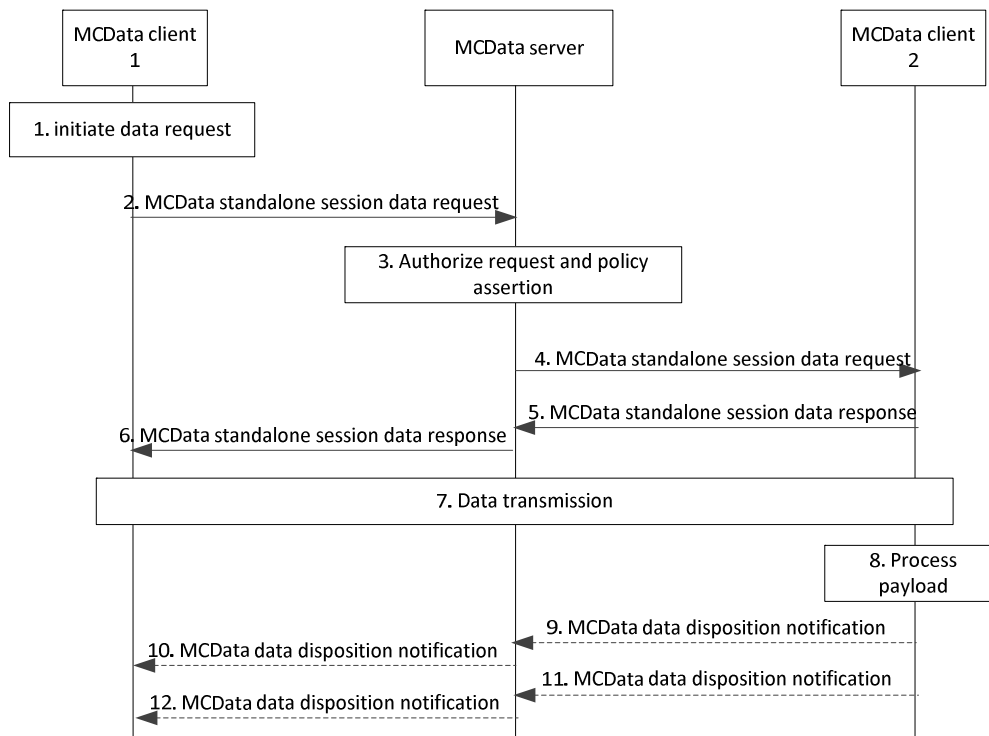 MCData client
1
MCData server
MCData client
2
1. initiate data request
2. MCData standalone session data request
3. Authorize request and policy
assertion
4. MCData standalone session data request
5. MCData standalone session data response
6. MCData standalone session data response
7. Data transmission
8. Process
payload
9. MCData data disposition notification
10. MCData data disposition notification
11. MCData data disposition notification
12. MCData data disposition notification